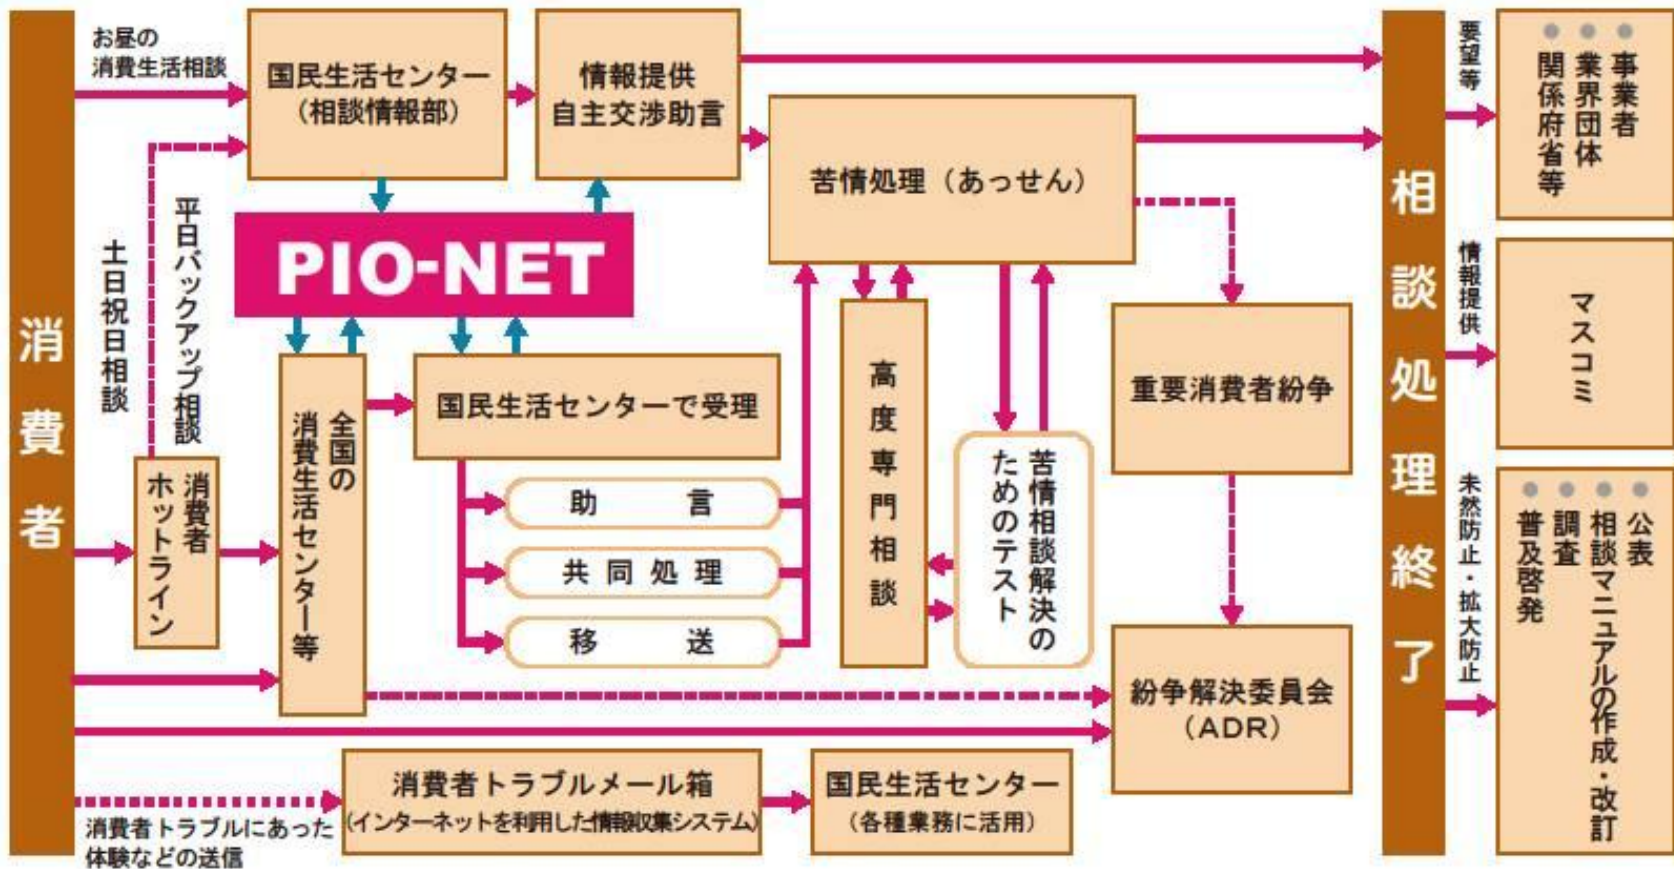 消費者
お昼の
消費生活相談
土日祝日相談
平日バックアップ相談
消費者
ホットライン
国民生活センター
（相談情報部）
情報提供
自主交渉助言
PIO-NET
全国の
消費生活センター等
国民生活センターで受理
助言
共同処理
移送
苦情処理（あっせん）
高度専門相談
苦情相談解決の
ためのテスト
重要消費者紛争
紛争解決委員会
（ADR）
消費者トラブルにあった
体験などの送信
消費者トラブルメール箱
（インターネットを利用した情報収集システム）
国民生活センター
（各種業務に活用）
相談処理終了
要望等
●事業者
●業界団体
●関係府省等
情報提供
マスコミ
未然防止・拡大防止
●公表
●相談マニュアルの作成・改訂
●調査
●普及啓発